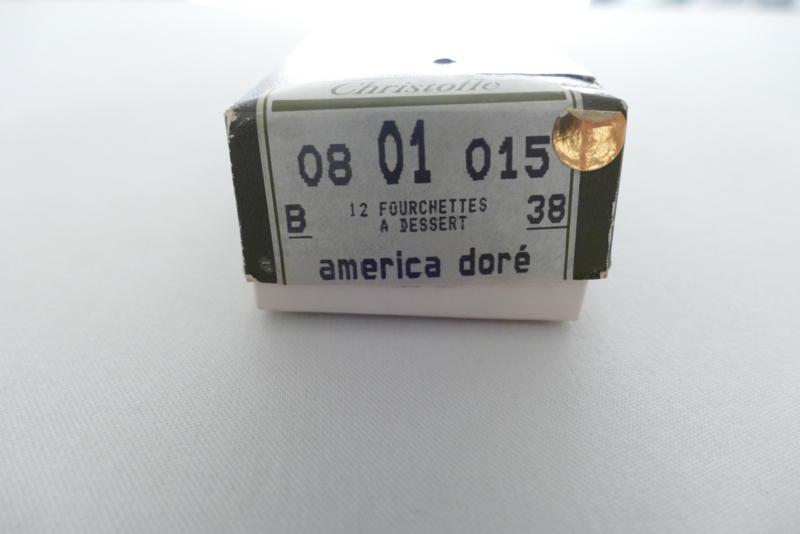 Christofle
08 01 015
B 12 FOURCHETTES 38
A DESSERT
america doré